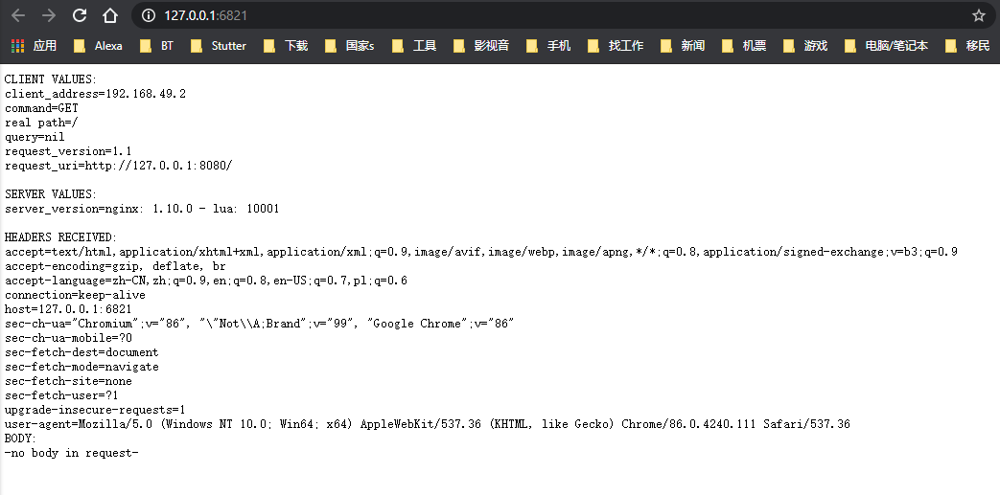 127.0.0.1:6821
应用 Alexa BT Stutter 下载 国家s 工具 影视音 手机 找工作 新闻 机票 游戏 电脑/笔记本 移民
CLIENT VALUES:
client_address=192.168.49.2
command=GET
real path=/
query=nil
request_version=1.1
request_uri=http://127.0.0.1:8080/
SERVER VALUES:
server_version=nginx: 1.10.0 - lua: 10001
HEADERS RECEIVED:
accept=text/html,application/xhtml+xml,application/xml;q=0.9,image/avif,image/webp,image/apng,*/*;q=0.8,application/signed-exchange;v=b3;q=0.9
accept-encoding=gzip, deflate, br
accept-language=zh-CN,zh;q=0.9,en;q=0.8,en-US;q=0.7,pl;q=0.6
connection=keep-alive
host=127.0.0.1:6821
sec-ch-ua="Chromium";v="86", "\"Not\\A;Brand";v="99", "Google Chrome";v="86"
sec-ch-ua-mobile=?0
sec-fetch-dest=document
sec-fetch-mode=navigate
sec-fetch-site=none
sec-fetch-user=?1
upgrade-insecure-requests=1
user-agent=Mozilla/5.0 (Windows NT 10.0; Win64; x64) AppleWebKit/537.36 (KHTML, like Gecko) Chrome/86.0.4240.111 Safari/537.36
BODY:
-no body in request-